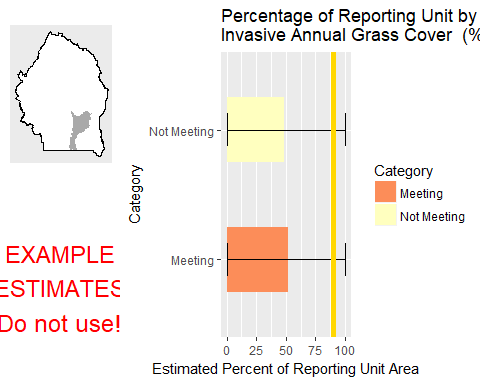 Percentage of Reporting Unit by
Invasive Annual Grass Cover (%
Not Meeting
Meeting
Category
0 25 50 75 100
Estimated Percent of Reporting Unit Area
Category
Meeting
Not Meeting
EXAMPLE
ESTIMATES
Do not use!